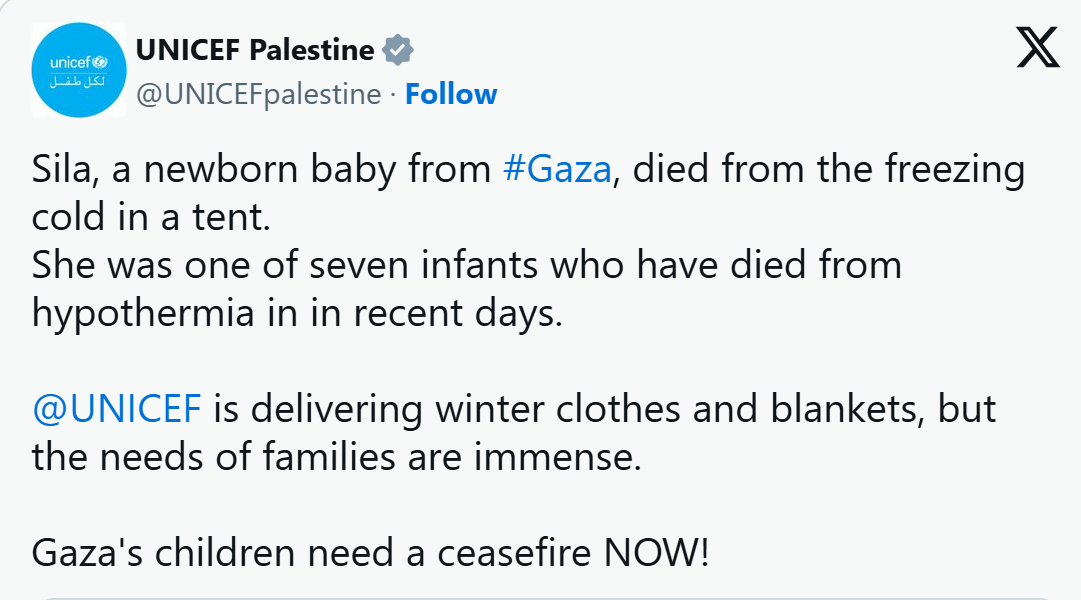 unicef
لكل طفل
UNICEF Palestine
@UNICEFpalestine · Follow
Sila, a newborn baby from #Gaza, died from the freezing
cold in a tent.
She was one of seven infants who have died from
hypothermia in in recent days.
@UNICEF is delivering winter clothes and blankets, but
the needs of families are immense.
Gaza's children need a ceasefire NOW!